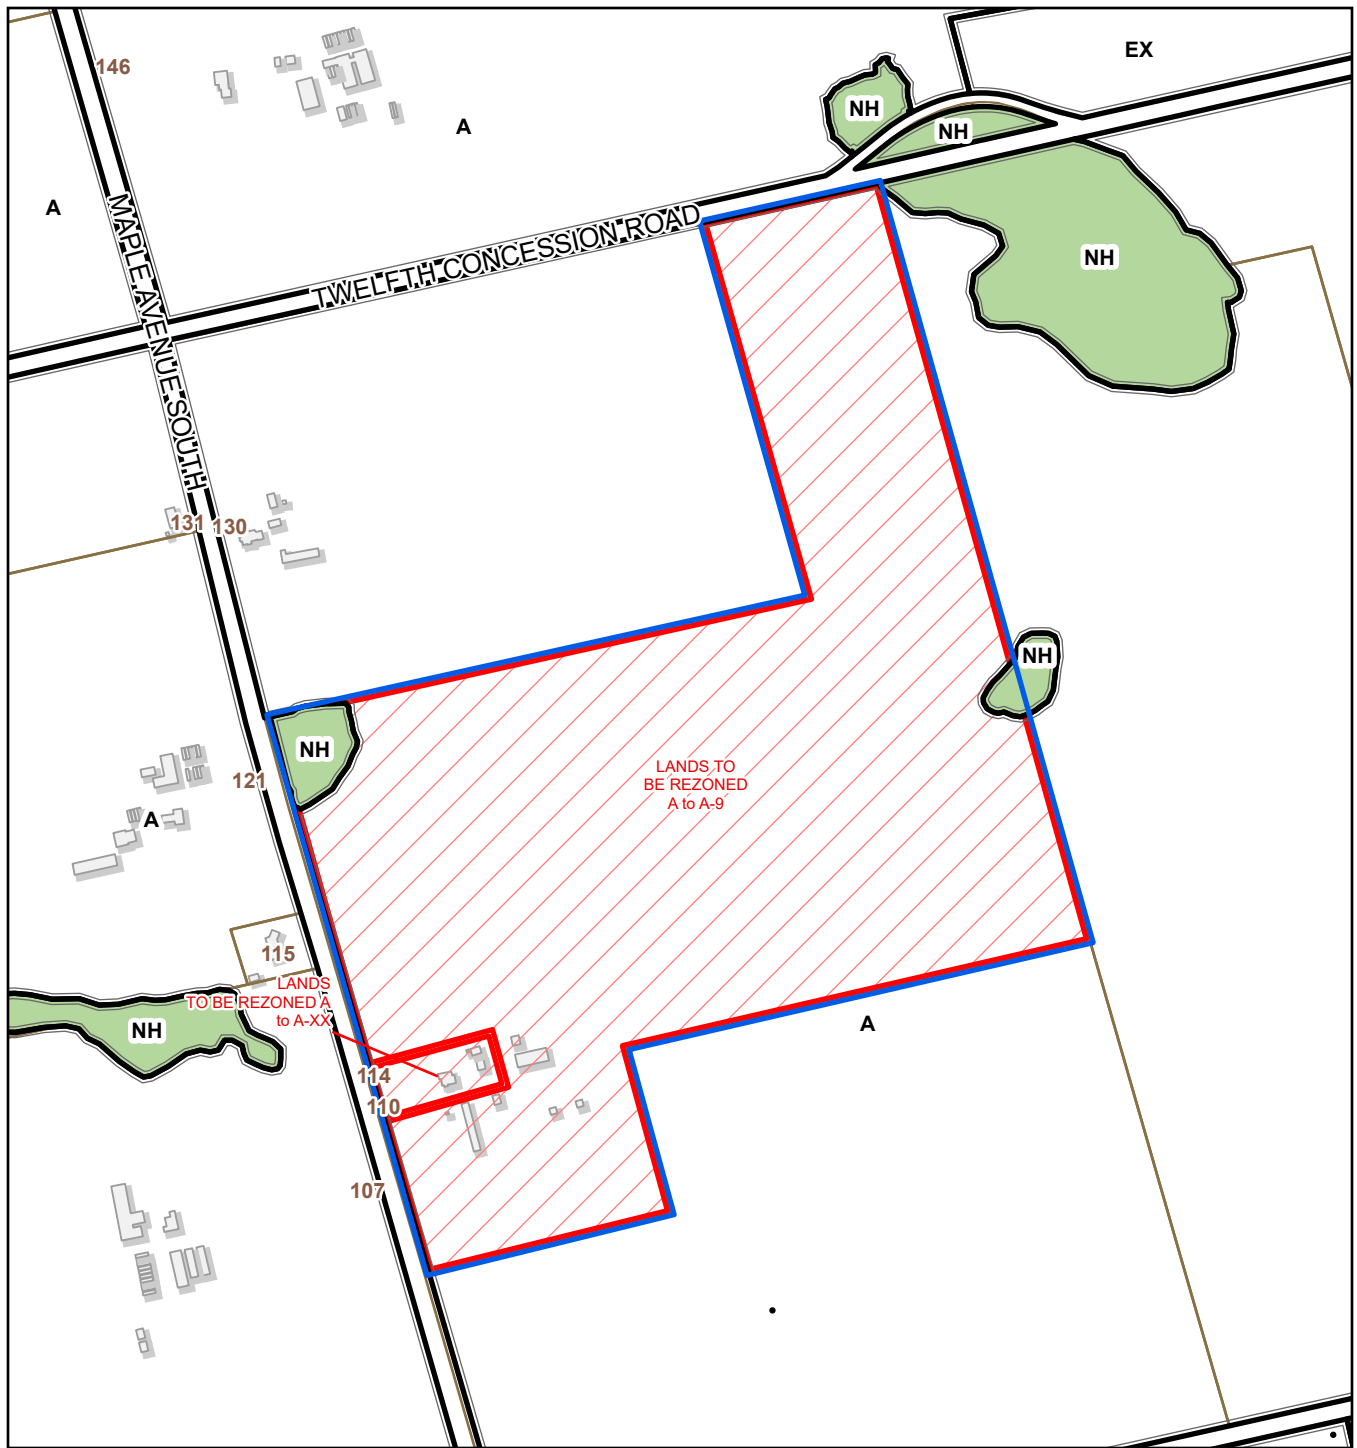 EX
146
NH
A
NH
A
MAPLE AVENUE SOUTH
TWELFTH CONCESSION ROAD
NH
131
130
NH
NH
121
LANDS TO
BE REZONED
A to A-9
A
115
LANDS
TO BE REZONED A
to A-XX
NH
A
114
110
107